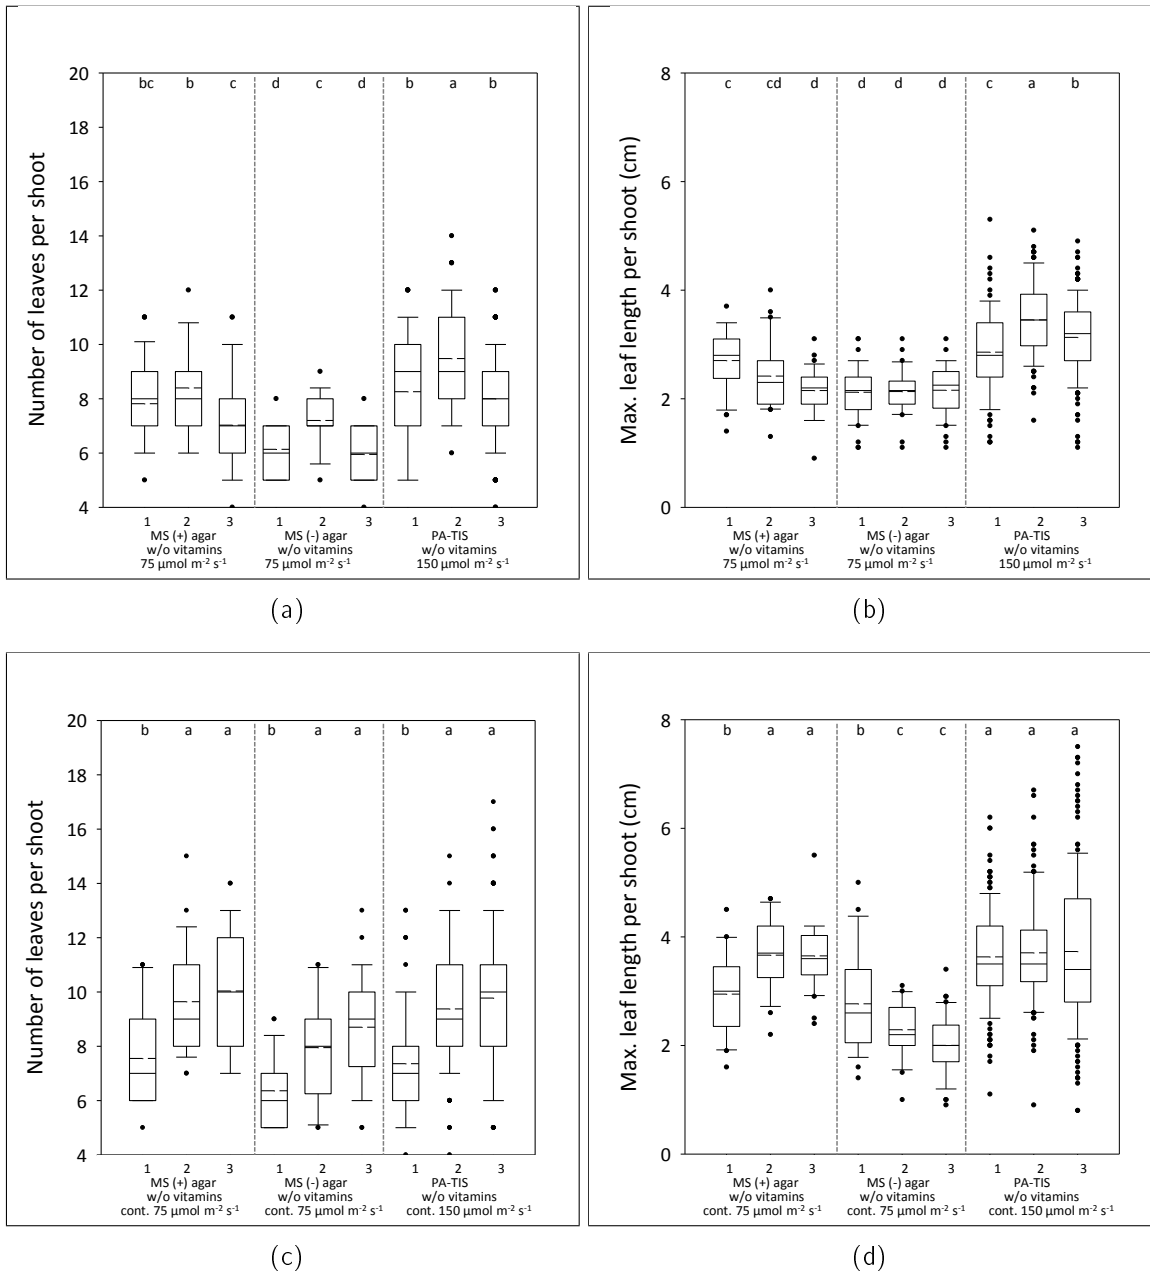 Number of leaves per shoot
20
18
16
14
12
10
8
6
4
bc b c d c d b a b
1 2 3 1 2 3 1 2 3
MS (+) agar MS (-) agar PA-TIS
w/o vitamins w/o vitamins w/o vitamins
75 µmol m⁻² s⁻¹ 75 µmol m⁻² s⁻¹ 150 µmol m⁻² s⁻¹
(a)
Max. leaf length per shoot (cm)
8
6
4
2
0
c cd d d d d c a b
1 2 3 1 2 3 1 2 3
MS (+) agar MS (-) agar PA-TIS
w/o vitamins w/o vitamins w/o vitamins
75 µmol m⁻² s⁻¹ 75 µmol m⁻² s⁻¹ 150 µmol m⁻² s⁻¹
(b)
Number of leaves per shoot
20
18
16
14
12
10
8
6
4
b a a b a a b a a
1 2 3 1 2 3 1 2 3
MS (+) agar MS (-) agar PA-TIS
w/o vitamins w/o vitamins w/o vitamins
cont. 75 µmol m⁻² s⁻¹ cont. 75 µmol m⁻² s⁻¹ cont. 150 µmol m⁻² s⁻¹
(c)
Max. leaf length per shoot (cm)
8
6
4
2
0
b a a b c c a a a
1 2 3 1 2 3 1 2 3
MS (+) agar MS (-) agar PA-TIS
w/o vitamins w/o vitamins w/o vitamins
cont. 75 µmol m⁻² s⁻¹ cont. 75 µmol m⁻² s⁻¹ cont. 150 µmol m⁻² s⁻¹
(d)